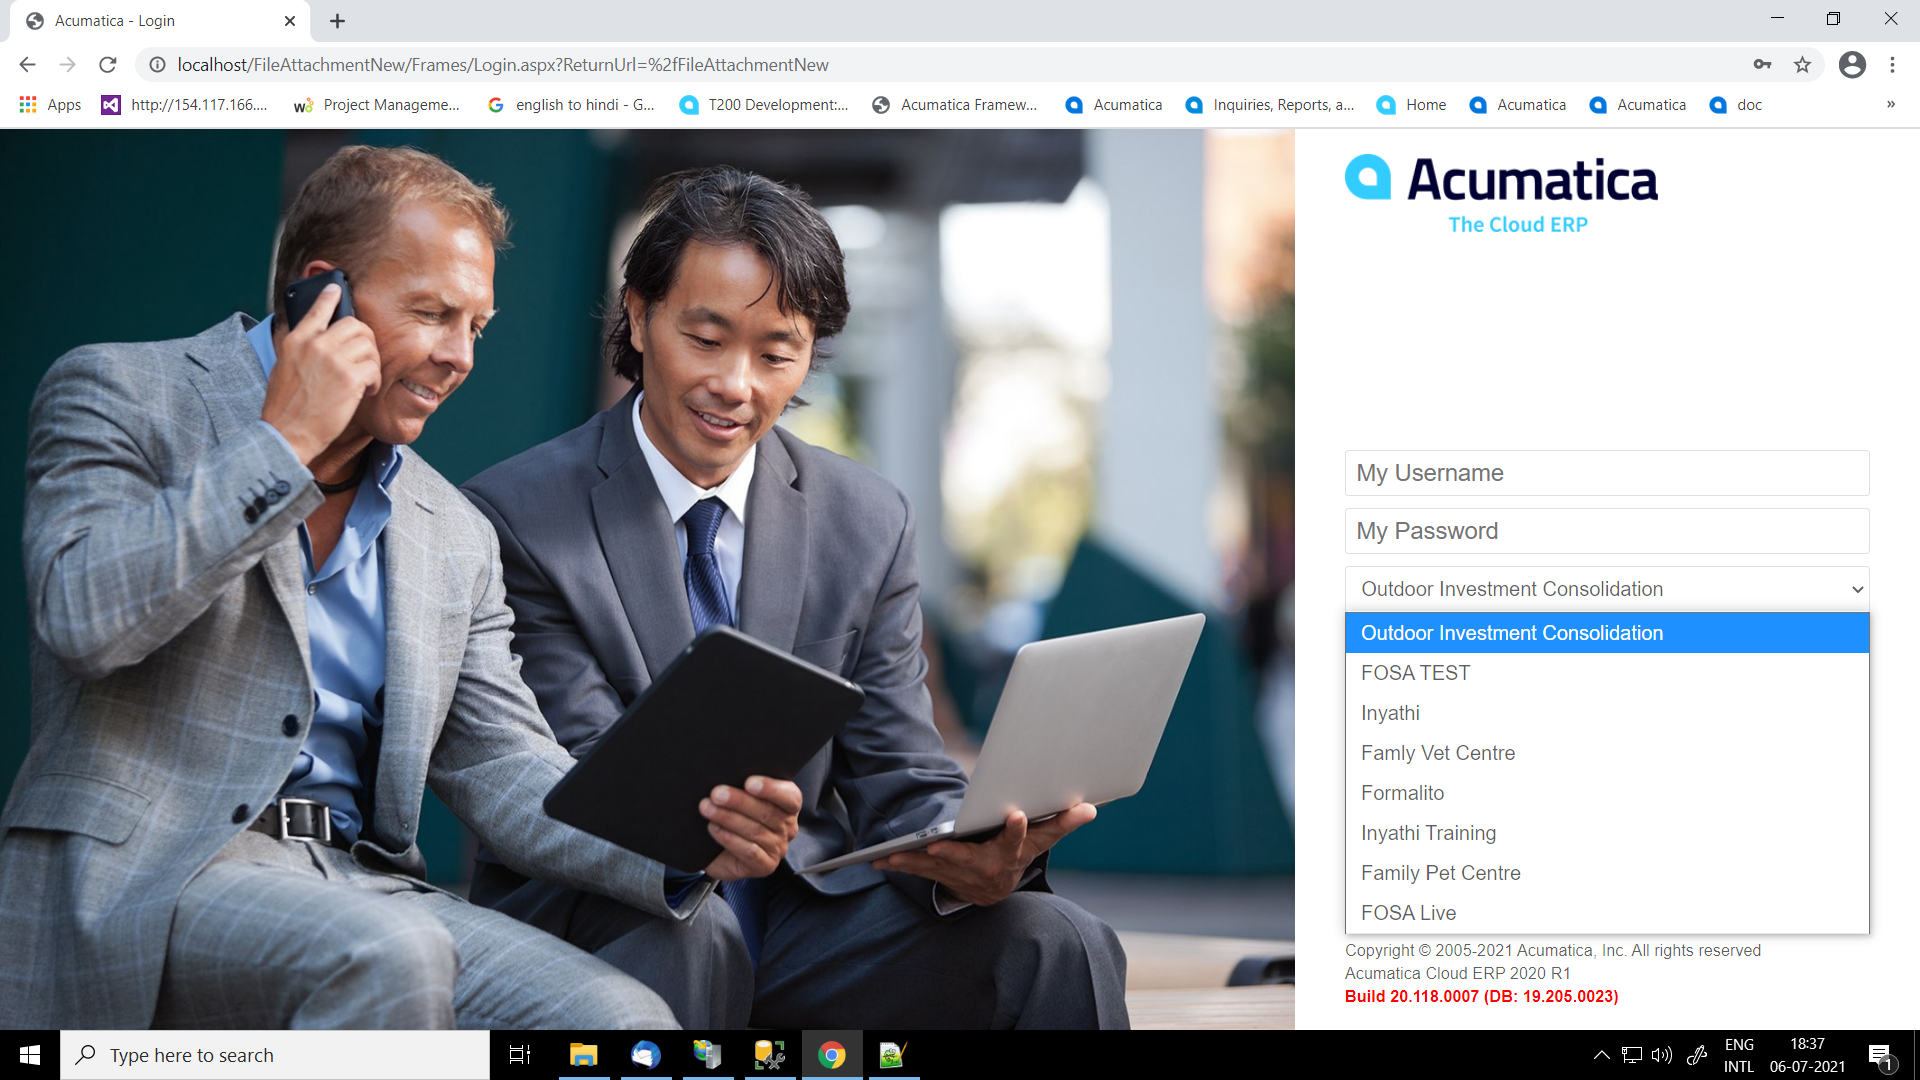 Acumatica - Login
localhost/FileAttachmentNew/Frames/Login.aspx?ReturnUrl=%2fFileAttachmentNew
Apps http://154.117.166.... Project Manageme... english to hindi - G... T200 Development:... Acumatica Framew... Acumatica Inquiries, Reports, a... Home Acumatica Acumatica doc »
Acumatica
The Cloud ERP
My Username
My Password
Outdoor Investment Consolidation
Outdoor Investment Consolidation
FOSA TEST
Inyathi
Famly Vet Centre
Formalito
Inyathi Training
Family Pet Centre
FOSA Live
Copyright © 2005-2021 Acumatica, Inc. All rights reserved
Acumatica Cloud ERP 2020 R1
Build 20.118.0007 (DB: 19.205.0023)
Type here to search
ENG 18:37
INTL 06-07-2021 1